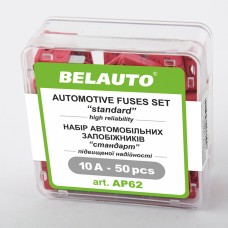 BELAUTO®
AUTOMOTIVE FUSES SET
"standard"
high reliability
НАБІР АВТОМОБІЛЬНИХ
ЗАПОБІЖНИКІВ
"стандарт"
підвищеної надійності
10 A - 50 pcs
art. AP62